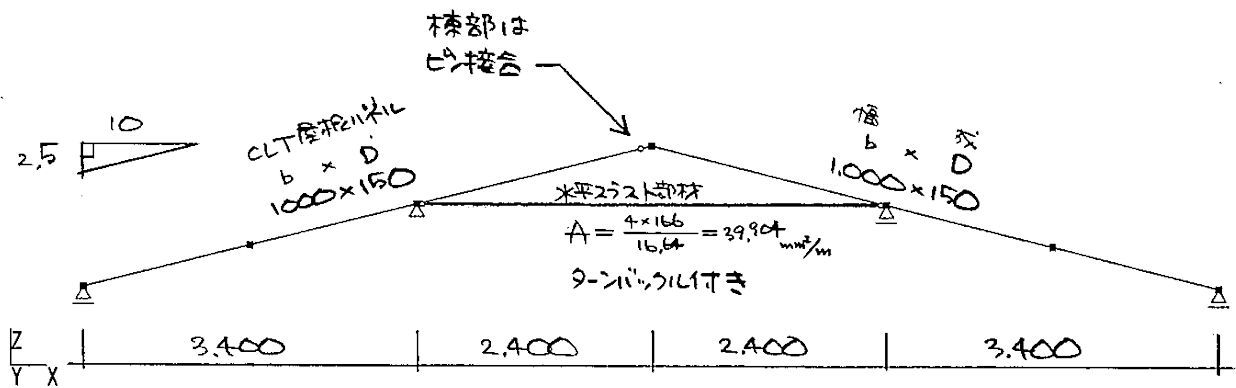 棟部は
ピン接合
10
2.5
CLT屋根パネル
b × D
1000×150
幅 成
b × D
1,000×150
水平スラスト部材
A = 4×166 / 16.64 = 39.904 mm²/m
ターンバックル付き
3.400 2.400 2.400 3.400
Z
Y X